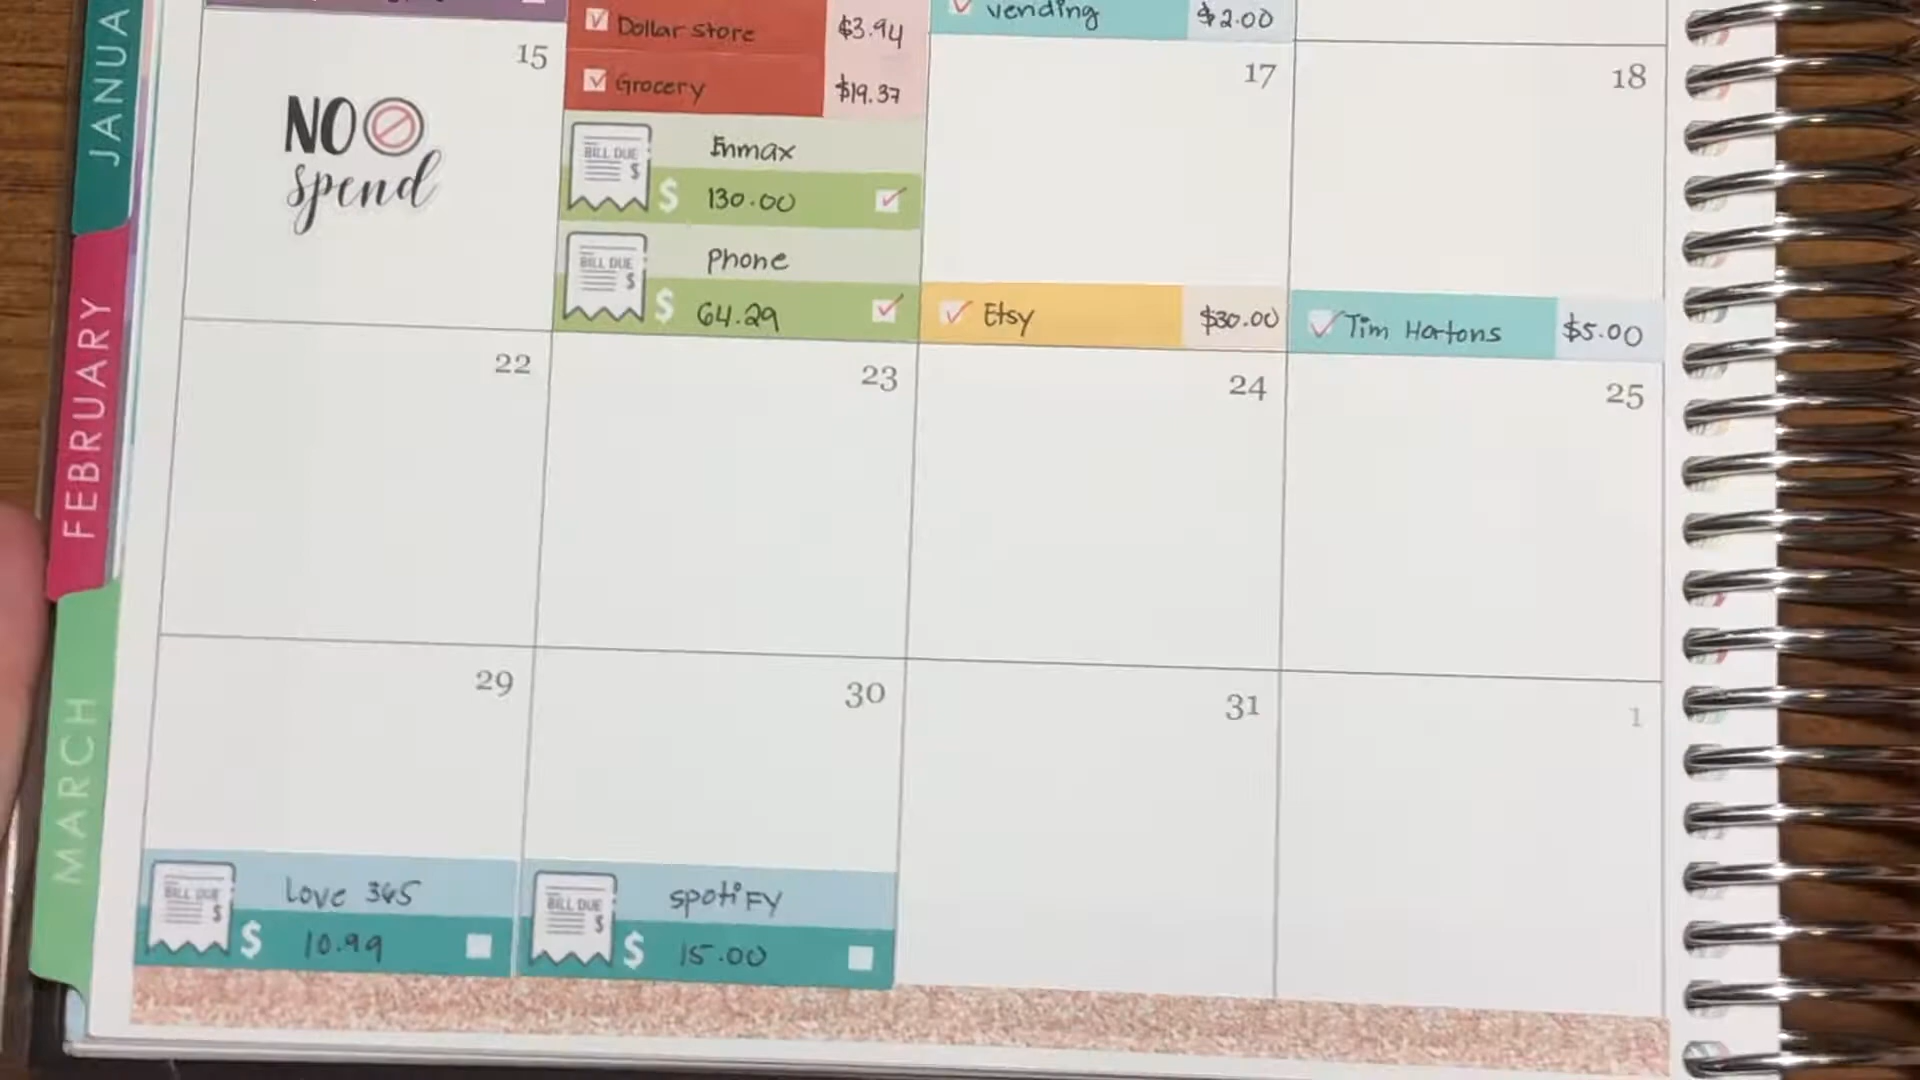 JANUA
FEBRUARY
MARCH
Dollar store $3.94
Grocery $19.37
vending $2.00
15
NO
spend
BILL DUE
$
Enmax
$ 130.00
BILL DUE
$
Phone
$ 64.29
17
Etsy $30.00
18
Tim Hortons $5.00
22
23
24
25
29
BILL DUE
$
Love 365
$ 10.99
30
BILL DUE
$
spotiFY
$ 15.00
31
1